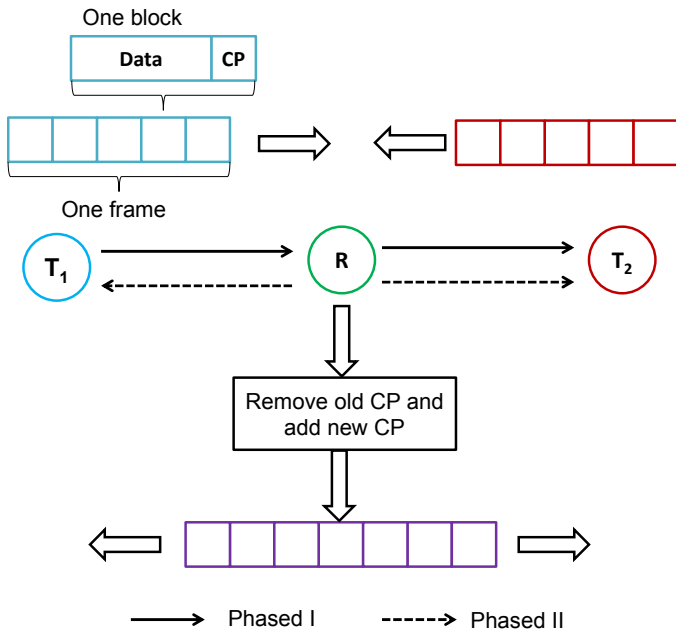 One block
Data CP
One frame
T1 R T2
Remove old CP and
add new CP
Phased I Phased II